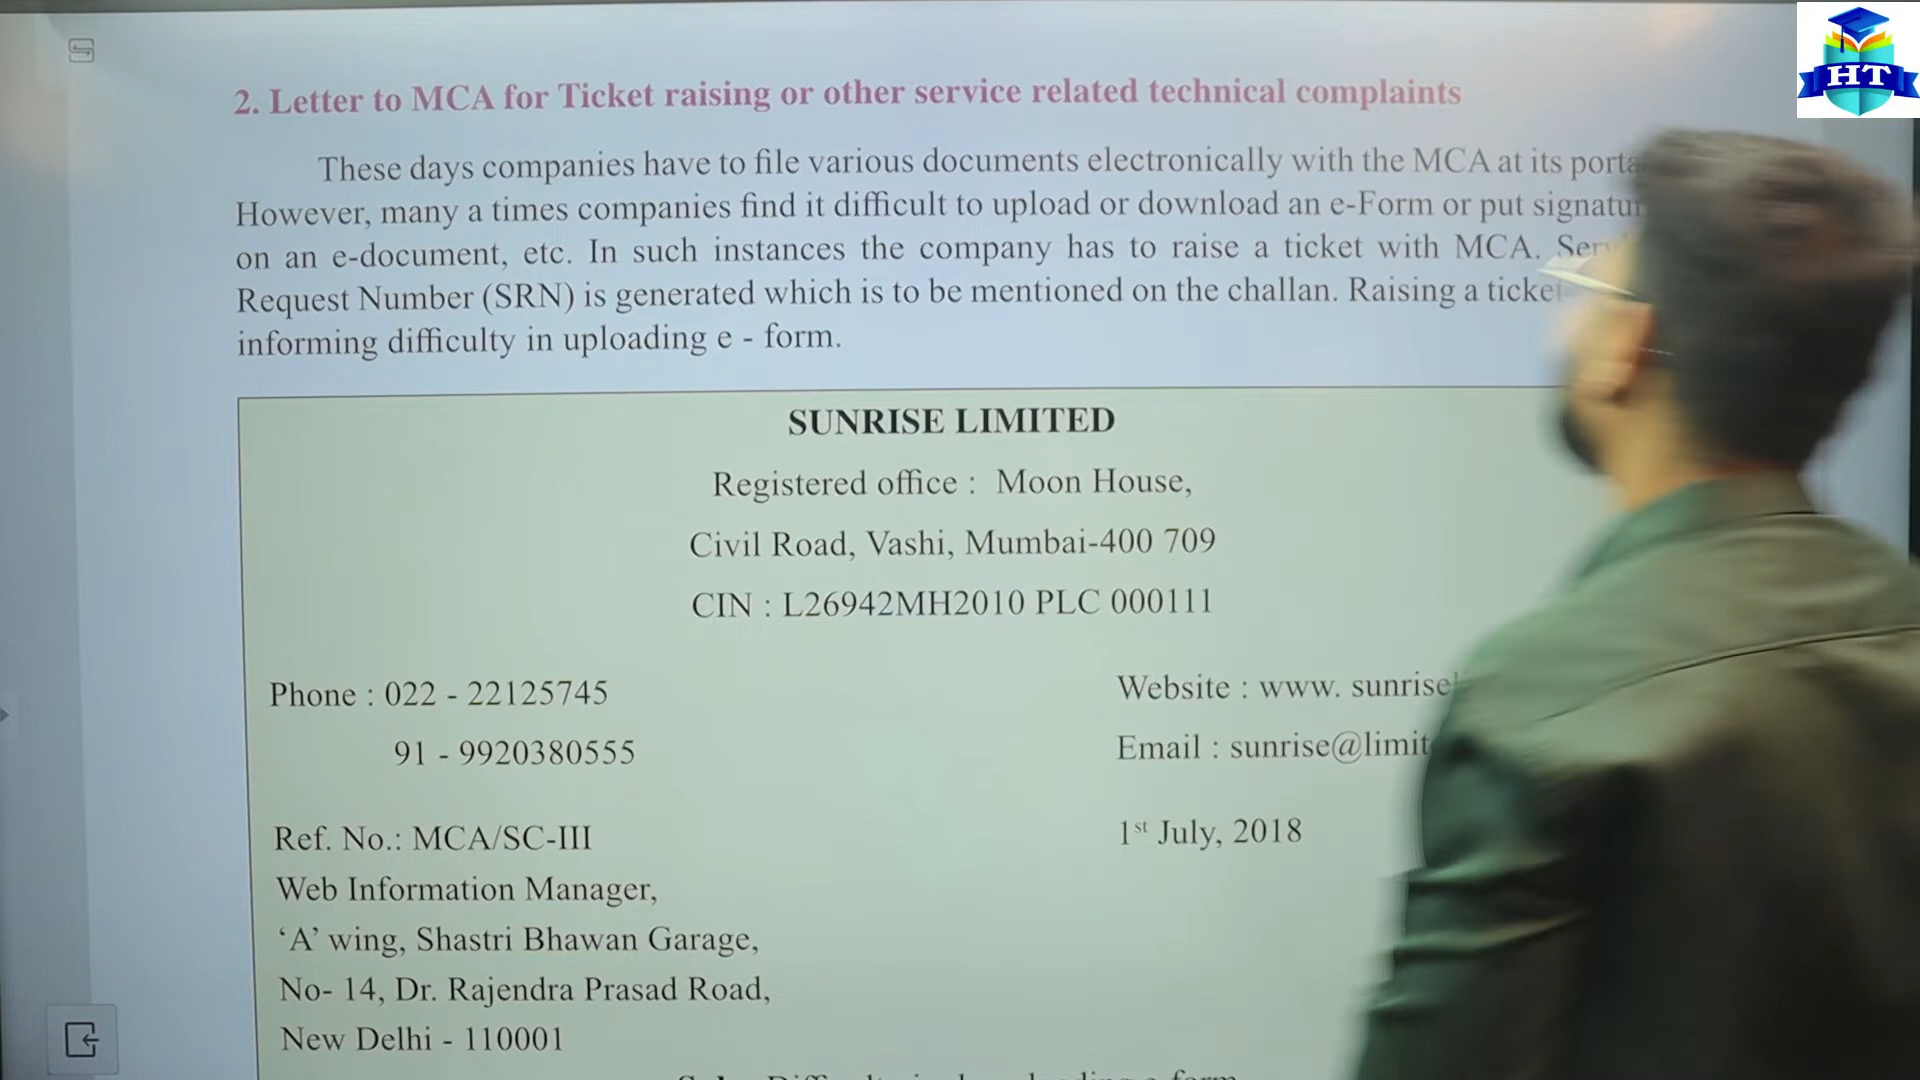 HT
2. Letter to MCA for Ticket raising or other service related technical complaints
These days companies have to file various documents electronically with the MCA at its
However, many a times companies find it difficult to upload or download an e-Form or put
on an e-document, etc. In such instances the company has to raise a ticket with MCA.
Request Number (SRN) is generated which is to be mentioned on the challan. Raising a
informing difficulty in uploading e - form.
SUNRISE LIMITED
Registered office : Moon House,
Civil Road, Vashi, Mumbai-400 709
CIN : L26942MH2010 PLC 000111
Phone : 022 - 22125745
Website : www.
91 - 9920380555
Email :
Ref. No.: MCA/SC-III
1st July, 2018
Web Information Manager,
‘A’ wing, Shastri Bhawan Garage,
No- 14, Dr. Rajendra Prasad Road,
New Delhi - 110001